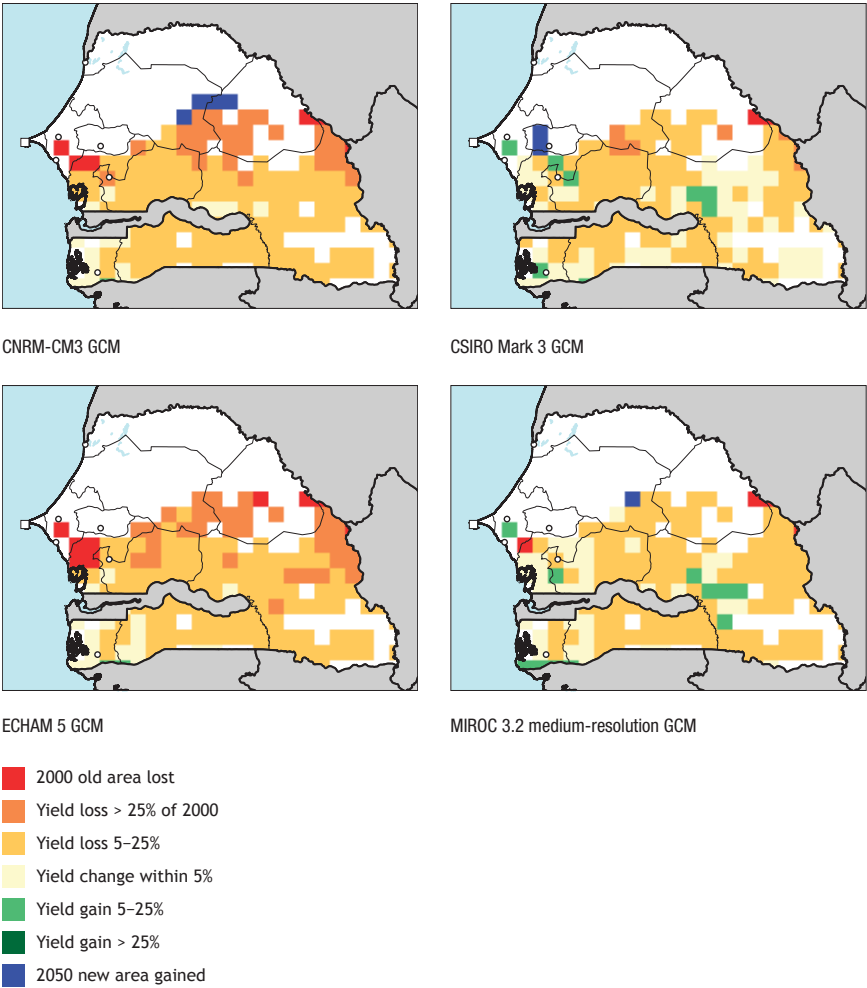 CNRM-CM3 GCM
CSIRO Mark 3 GCM
ECHAM 5 GCM
MIROC 3.2 medium-resolution GCM
2000 old area lost
Yield loss > 25% of 2000
Yield loss 5–25%
Yield change within 5%
Yield gain 5–25%
Yield gain > 25%
2050 new area gained